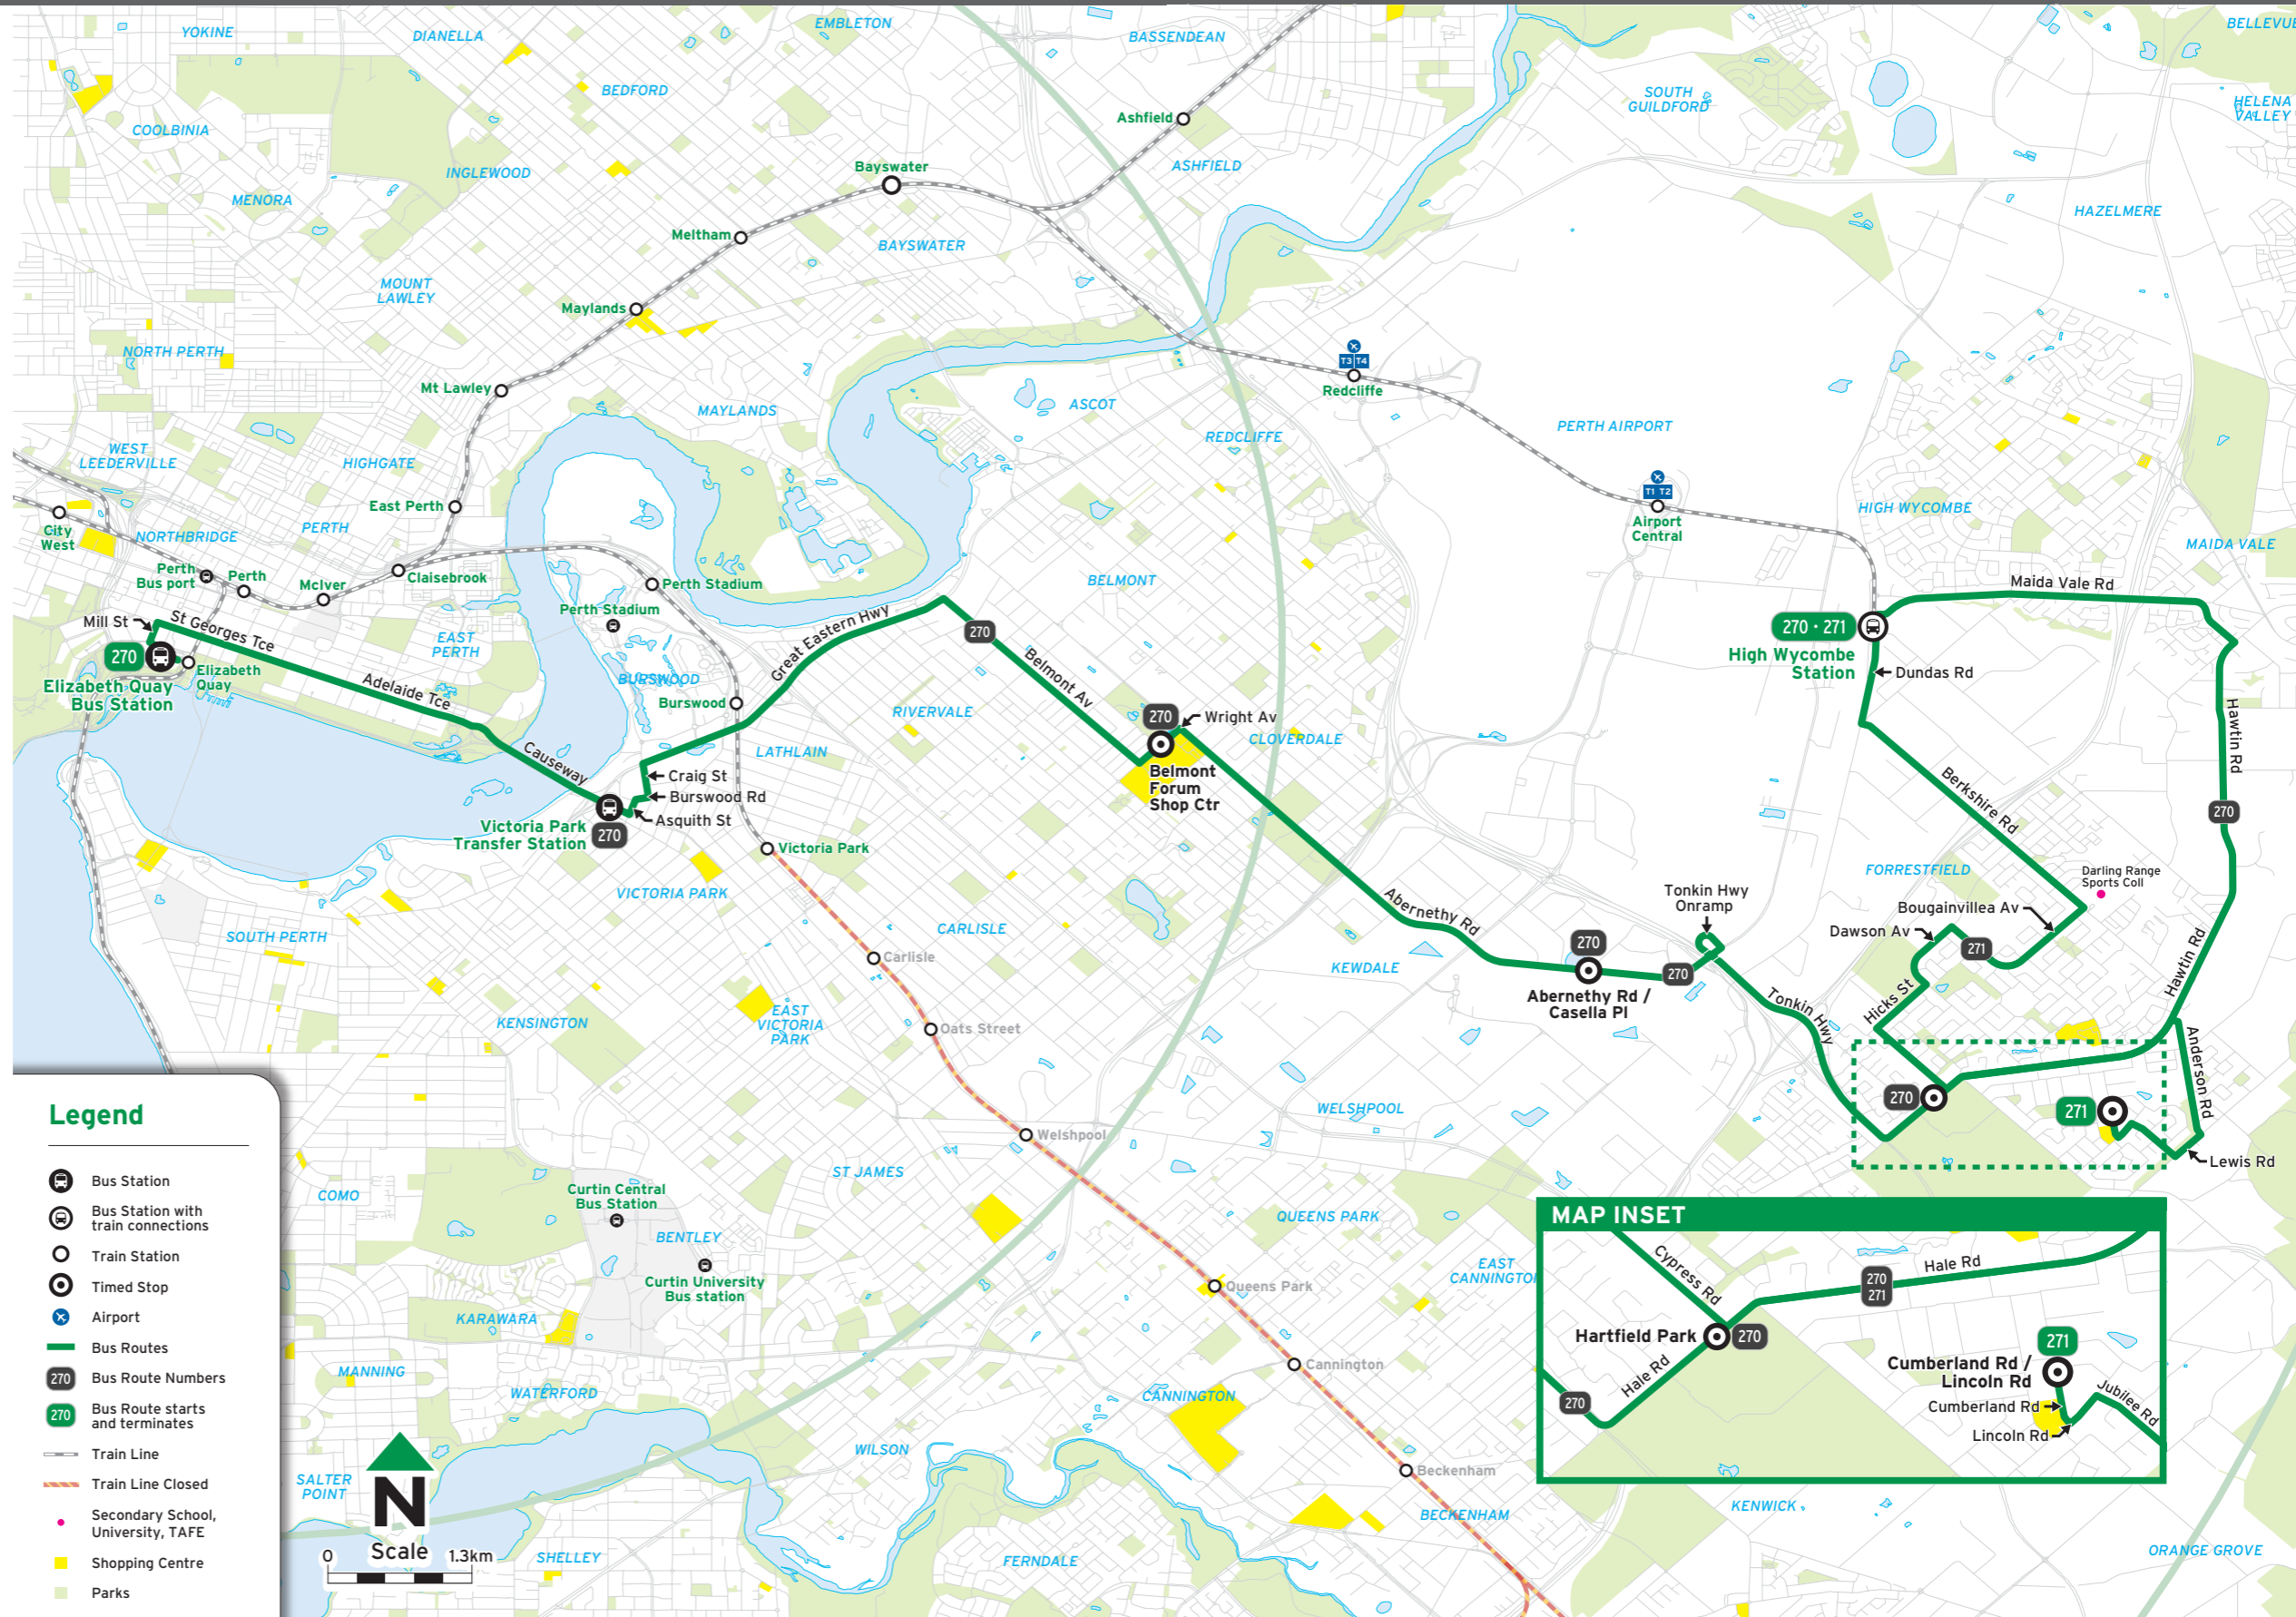 YOKINE
DIANELLA
EMBLETON
BASSENDEAN
BELLEVUE
BEDFORD
SOUTH
GUILDFORD
HELENA
VALLEY
COOLBINIA
Ashfield
INGLEWOOD
Bayswater
ASHFIELD
MENORA
HAZELMERE
Meltham
BAYSWATER
MOUNT
LAWLEY
Maylands
NORTH PERTH
T3 T4
Redcliffe
Mt Lawley
MAYLANDS
ASCOT
REDCLIFFE
PERTH AIRPORT
WEST
LEEDERVILLE
HIGHGATE
T1 T2
Airport
Central
HIGH WYCOMBE
East Perth
City
West
NORTHBRIDGE
PERTH
MAIDA VALE
Perth
Bus port
Perth
McIver
Claisebrook
Perth Stadium
Perth Stadium
BELMONT
Maida Vale Rd
Mill St
St Georges Tce
EAST
PERTH
Great Eastern Hwy
270
270 · 271
High Wycombe
Station
270
Elizabeth Quay
Bus Station
Elizabeth
Quay
Adelaide Tce
BURSWOOD
Burswood
Belmont Av
RIVERVALE
Dundas Rd
270
Wright Av
CLOVERDALE
Hawtin Rd
Causeway
LATHLAIN
Craig St
Burswood Rd
Asquith St
Belmont
Forum
Shop Ctr
Victoria Park
Transfer Station
270
Victoria Park
Berkshire Rd
270
VICTORIA PARK
FORRESTFIELD
Darling Range
Sports Coll
Tonkin Hwy
Onramp
Abernethy Rd
Bougainvillea Av
Dawson Av
271
SOUTH PERTH
CARLISLE
Carlisle
KEWDALE
270
270
Abernethy Rd /
Casella Pl
Hawtin Rd
Hicks St
Tonkin Hwy
KENSINGTON
EAST
VICTORIA
PARK
Oats Street
Anderson Rd
270
271
WELSHPOOL
Welshpool
Lewis Rd
ST JAMES
COMO
Curtin Central
Bus Station
BENTLEY
Curtin University
Bus station
QUEENS PARK
EAST
CANNINGTON
Queens Park
KARAWARA
MANNING
WATERFORD
Cannington
CANNINGTON
WILSON
Beckenham
BECKENHAM
SALTER
POINT
SHELLEY
FERNDALE
KENWICK
ORANGE GROVE
MAP INSET
Cypress Rd
270
271
Hale Rd
Hartfield Park
270
Hale Rd
270
271
Cumberland Rd /
Lincoln Rd
Cumberland Rd
Lincoln Rd
Jubilee Rd
Legend
Bus Station
Bus Station with
train connections
Train Station
Timed Stop
Airport
Bus Routes
270 Bus Route Numbers
270 Bus Route starts
and terminates
Train Line
Train Line Closed
Secondary School,
University, TAFE
Shopping Centre
Parks
N
Scale
0 1.3km